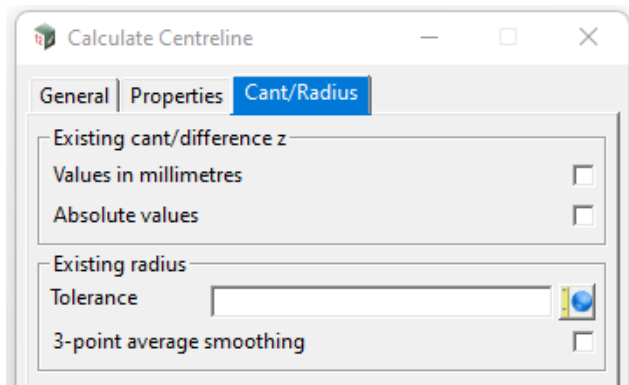 Calculate Centreline
General Properties Cant/Radius
Existing cant/difference z
Values in millimetres
Absolute values
Existing radius
Tolerance
3-point average smoothing